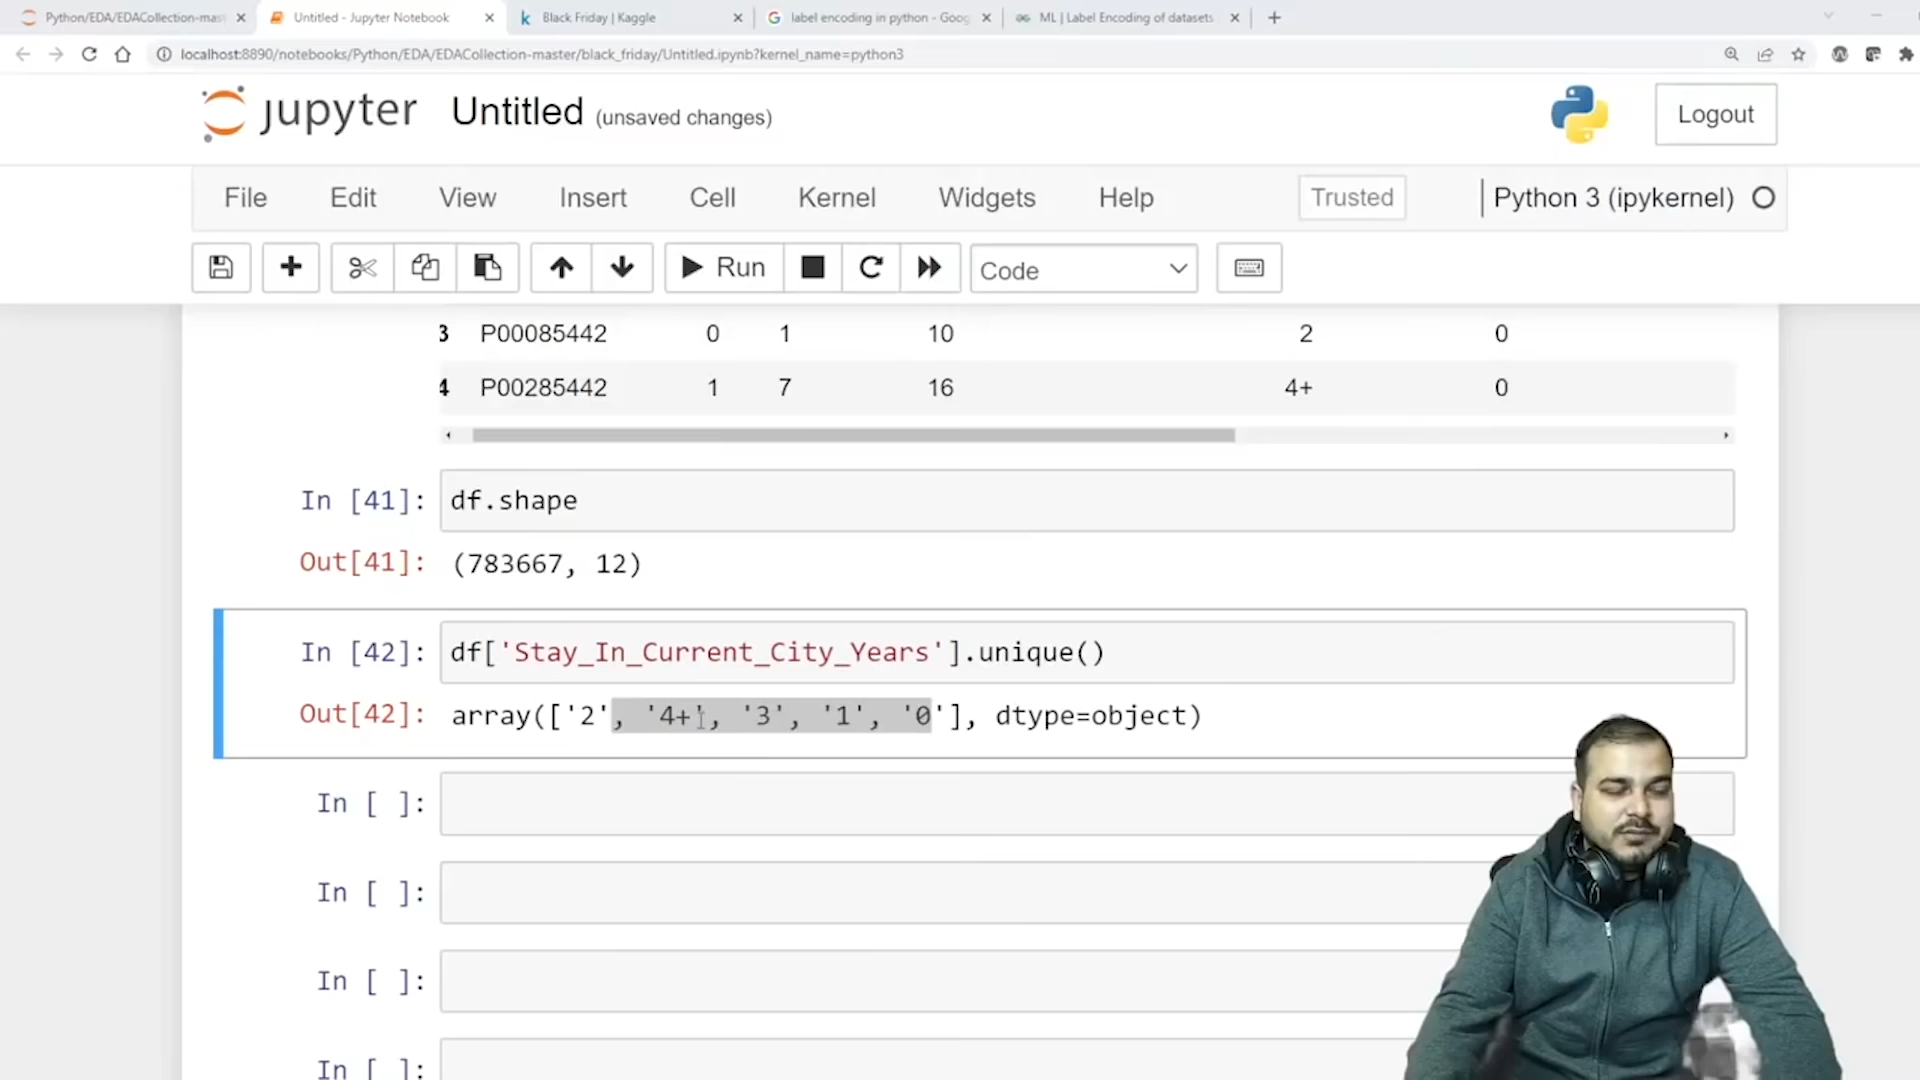 Python/EDA/EDACollection-mast
Untitled - Jupyter Notebook
Black Friday | Kaggle
label encoding in python - Goog
ML | Label Encoding of datasets
localhost:8890/notebooks/Python/EDA/EDACollection-master/black_friday/Untitled.ipynb?kernel_name=python3
jupyter Untitled (unsaved changes)
Logout
File Edit View Insert Cell Kernel Widgets Help Trusted Python 3 (ipykernel)
Run Code
3 P00085442 0 1 10 2 0
4 P00285442 1 7 16 4+ 0
In [41]: df.shape
Out[41]: (783667, 12)
In [42]: df['Stay_In_Current_City_Years'].unique()
Out[42]: array(['2', '4+', '3', '1', '0'], dtype=object)
In [ ]:
In [ ]:
In [ ]:
In [ ]: